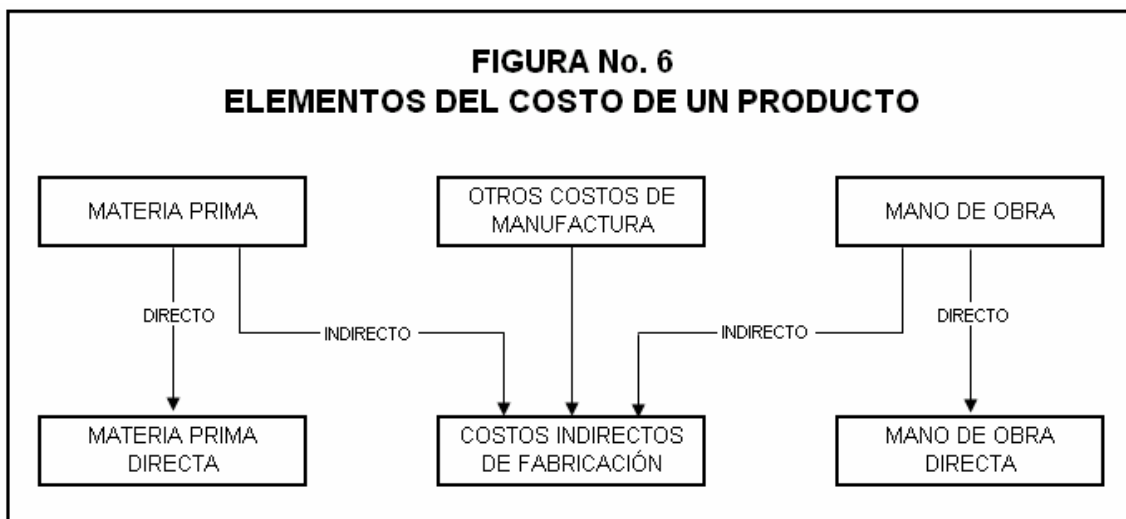 FIGURA No. 6
ELEMENTOS DEL COSTO DE UN PRODUCTO
MATERIA PRIMA
OTROS COSTOS DE
MANUFACTURA
MANO DE OBRA
DIRECTO
INDIRECTO
INDIRECTO
DIRECTO
MATERIA PRIMA
DIRECTA
COSTOS INDIRECTOS
DE FABRICACIÓN
MANO DE OBRA
DIRECTA